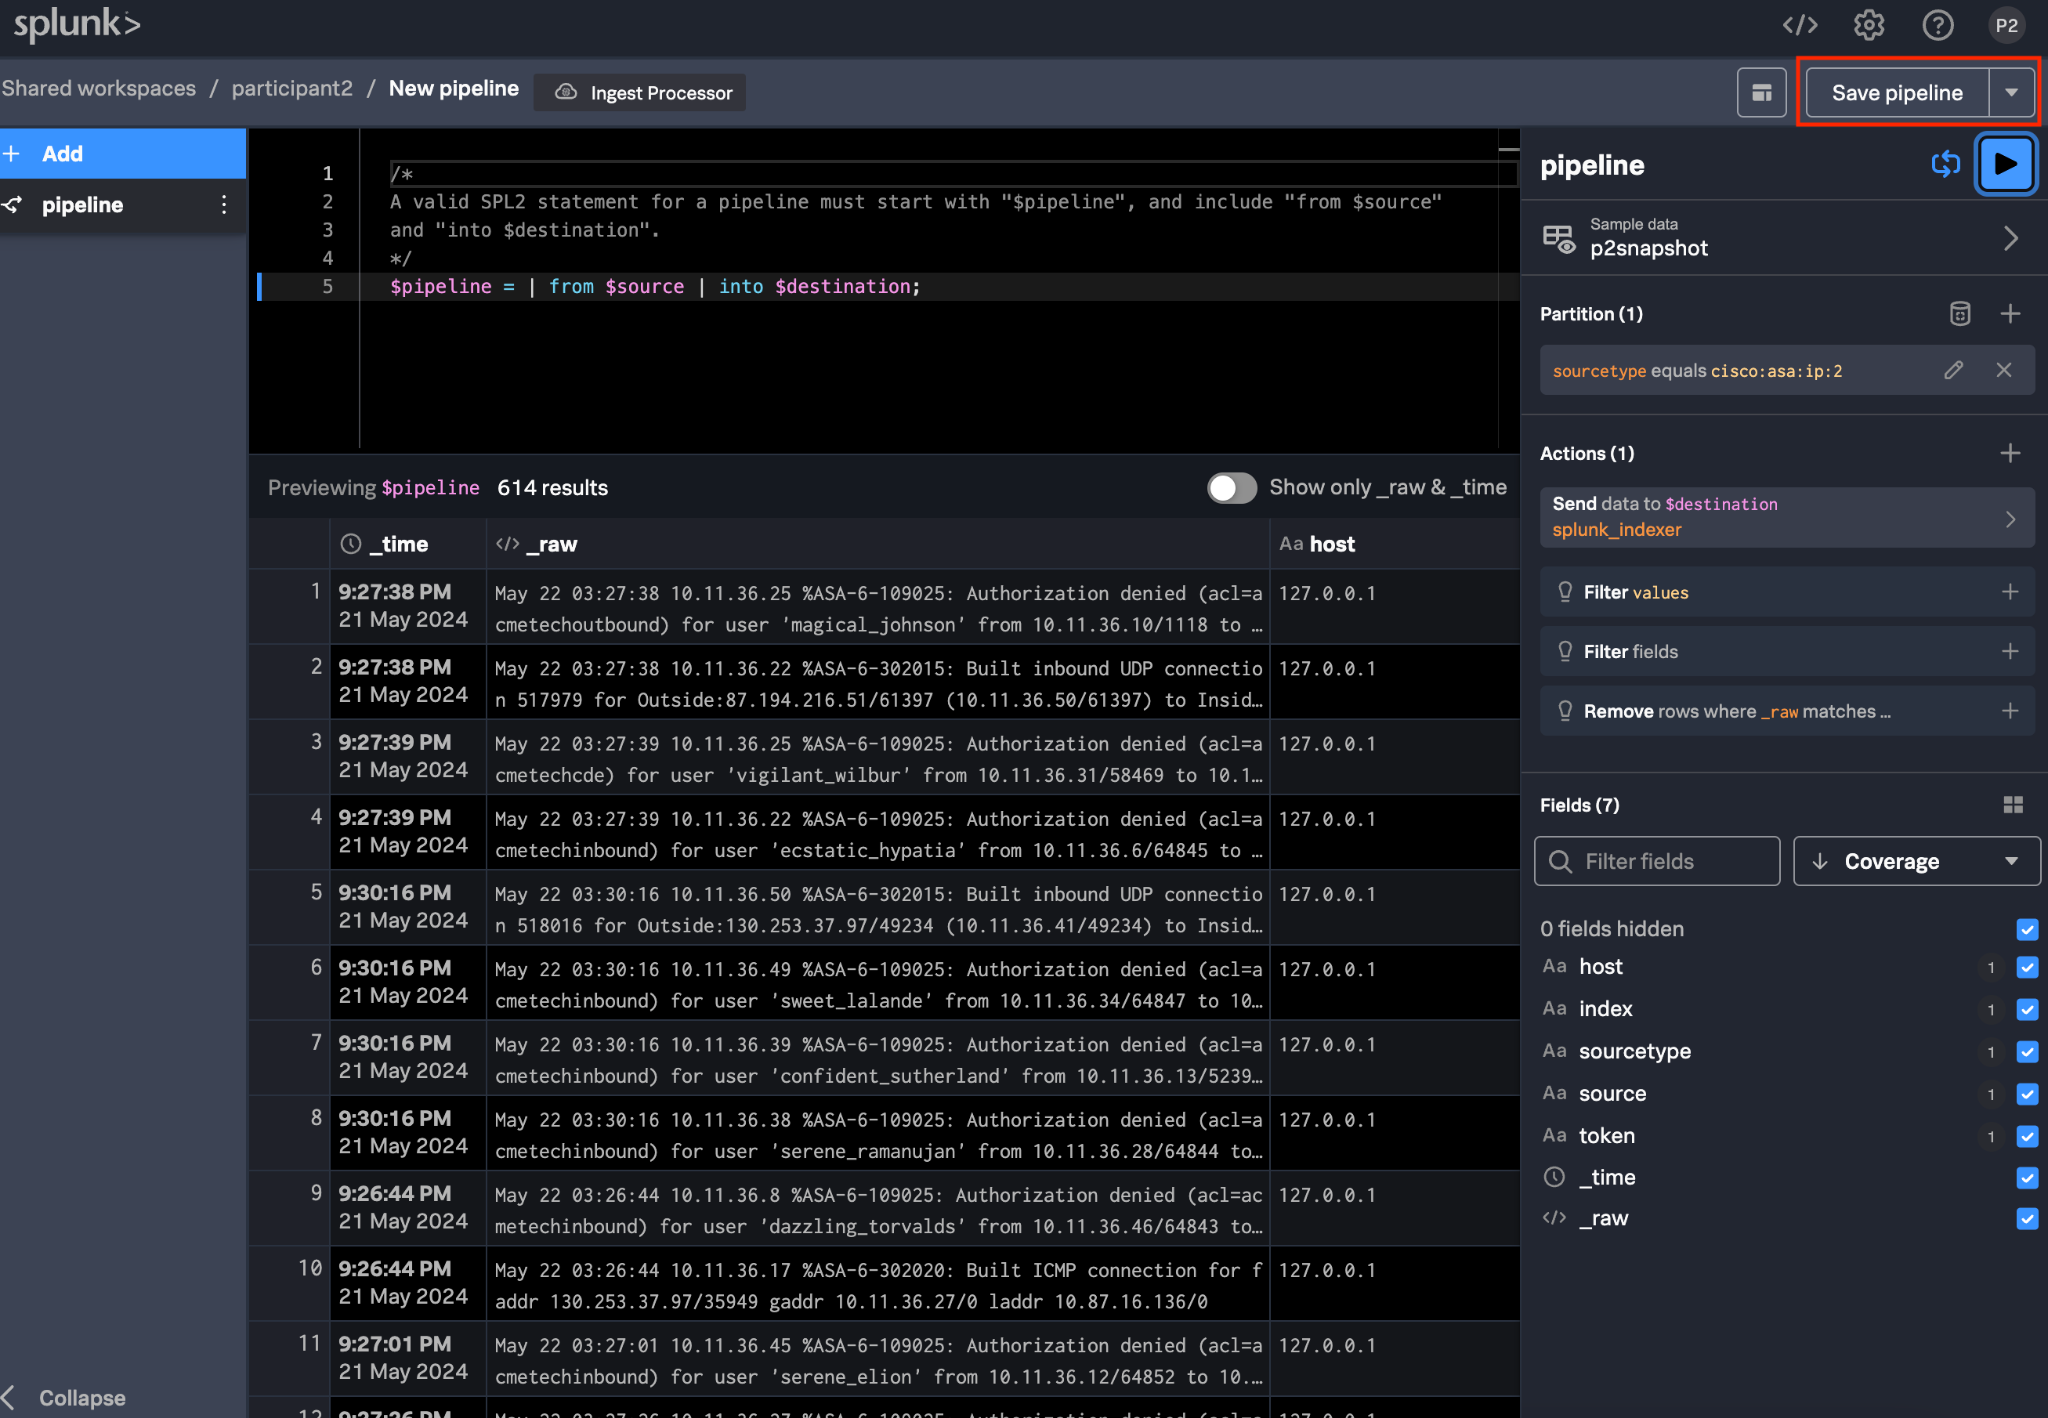 splunk>
P2
Shared workspaces / participant2 / New pipeline
Ingest Processor
Save pipeline
+ Add
pipeline
1 /*
2 A valid SPL2 statement for a pipeline must start with "$pipeline", and include "from $source"
3 and "into $destination".
4 */
5 $pipeline = | from $source | into $destination;
Previewing $pipeline 614 results
Show only _raw & _time
_time </> _raw Aa host
1 9:27:38 PM May 22 03:27:38 10.11.36.25 %ASA-6-109025: Authorization denied (acl=a 127.0.0.1
21 May 2024 cmetechoutbound) for user 'magical_johnson' from 10.11.36.10/1118 to …
2 9:27:38 PM May 22 03:27:38 10.11.36.22 %ASA-6-302015: Built inbound UDP connectio 127.0.0.1
21 May 2024 n 517979 for Outside:87.194.216.51/61397 (10.11.36.50/61397) to Insid…
3 9:27:39 PM May 22 03:27:39 10.11.36.25 %ASA-6-109025: Authorization denied (acl=a 127.0.0.1
21 May 2024 cmetechcde) for user 'vigilant_wilbur' from 10.11.36.31/58469 to 10.1…
4 9:27:39 PM May 22 03:27:39 10.11.36.22 %ASA-6-109025: Authorization denied (acl=a 127.0.0.1
21 May 2024 cmetechinbound) for user 'ecstatic_hypatia' from 10.11.36.6/64845 to …
5 9:30:16 PM May 22 03:30:16 10.11.36.50 %ASA-6-302015: Built inbound UDP connectio 127.0.0.1
21 May 2024 n 518016 for Outside:130.253.37.97/49234 (10.11.36.41/49234) to Insid…
6 9:30:16 PM May 22 03:30:16 10.11.36.49 %ASA-6-109025: Authorization denied (acl=a 127.0.0.1
21 May 2024 cmetechinbound) for user 'sweet_lalande' from 10.11.36.34/64847 to 10…
7 9:30:16 PM May 22 03:30:16 10.11.36.39 %ASA-6-109025: Authorization denied (acl=a 127.0.0.1
21 May 2024 cmetechinbound) for user 'confident_sutherland' from 10.11.36.13/5239…
8 9:30:16 PM May 22 03:30:16 10.11.36.38 %ASA-6-109025: Authorization denied (acl=a 127.0.0.1
21 May 2024 cmetechinbound) for user 'serene_ramanujan' from 10.11.36.28/64844 to…
9 9:26:44 PM May 22 03:26:44 10.11.36.8 %ASA-6-109025: Authorization denied (acl=ac 127.0.0.1
21 May 2024 metechinbound) for user 'dazzling_torvalds' from 10.11.36.46/64843 to…
10 9:26:44 PM May 22 03:26:44 10.11.36.17 %ASA-6-302020: Built ICMP connection for f 127.0.0.1
21 May 2024 addr 130.253.37.97/35949 gaddr 10.11.36.27/0 laddr 10.87.16.136/0
11 9:27:01 PM May 22 03:27:01 10.11.36.45 %ASA-6-109025: Authorization denied (acl=a 127.0.0.1
21 May 2024 cmetechinbound) for user 'serene_elion' from 10.11.36.12/64852 to 10.…
Collapse
pipeline
Sample data
p2snapshot
Partition (1)
sourcetype equals cisco:asa:ip:2
Actions (1)
Send data to $destination
splunk_indexer
Filter values
Filter fields
Remove rows where _raw matches ...
Fields (7)
Filter fields
Coverage
0 fields hidden
Aa host 1
Aa index 1
Aa sourcetype 1
Aa source 1
Aa token 1
_time
</> _raw